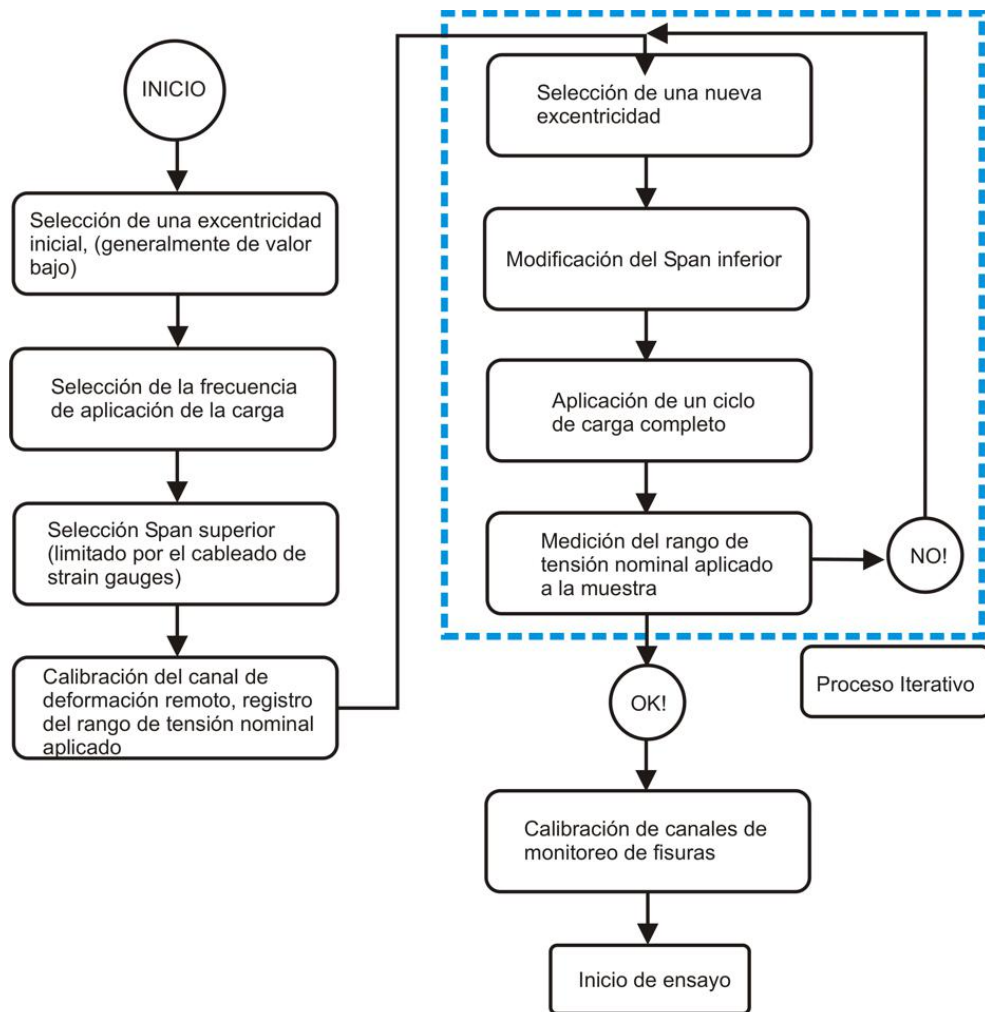 INICIO
Selección de una excentricidad
inicial, (generalmente de valor
bajo)
Selección de la frecuencia
de aplicación de la carga
Selección Span superior
(limitado por el cableado de
strain gauges)
Calibración del canal de
deformación remoto, registro
del rango de tensión nominal
aplicado
Selección de una nueva
excentricidad
Modificación del Span inferior
Aplicación de un ciclo
de carga completo
Medición del rango de
tensión nominal aplicado
a la muestra
NO!
Proceso Iterativo
OK!
Calibración de canales de
monitoreo de fisuras
Inicio de ensayo